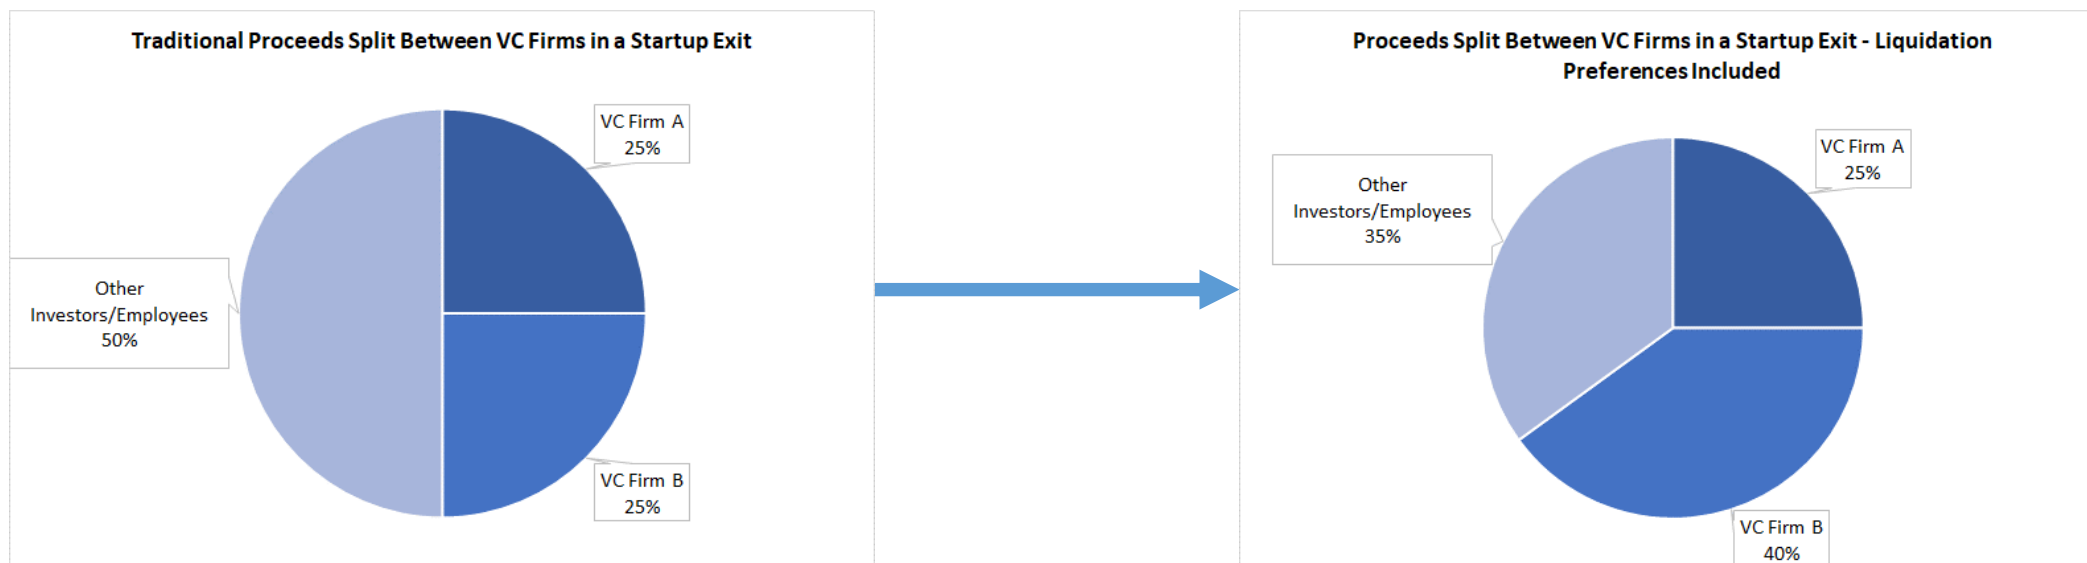 Traditional Proceeds Split Between VC Firms in a Startup Exit
VC Firm A
25%
Other
Investors/Employees
50%
VC Firm B
25%
Proceeds Split Between VC Firms in a Startup Exit - Liquidation
Preferences Included
VC Firm A
25%
Other
Investors/Employees
35%
VC Firm B
40%